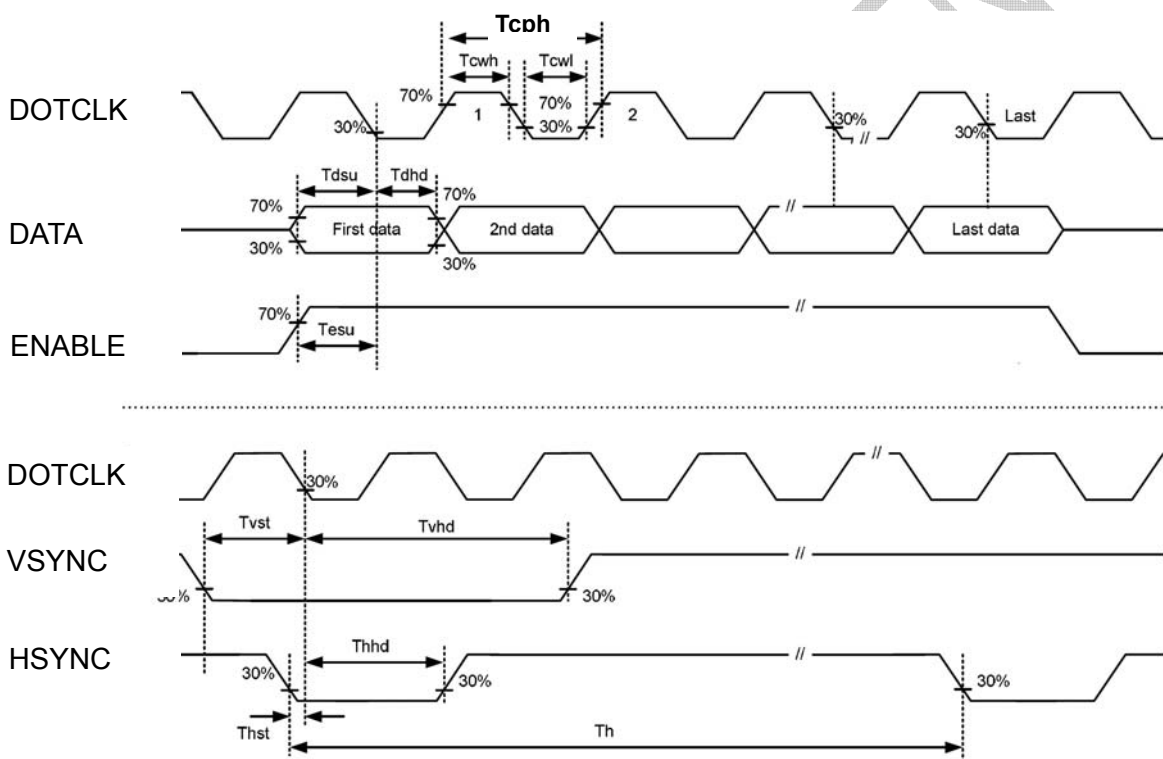 Tcph
Tcwh Tcwl
DOTCLK 70% 1 70% 2
30% 30% 30% // 30% Last
Tdsu Tdhd
70% 70% //
DATA First data 2nd data Last data
30% 30%
70% //
ENABLE Tesu
DOTCLK //
30%
Tvst Tvhd
VSYNC //
% 30%
HSYNC Thhd //
30% 30% 30%
Thst Th